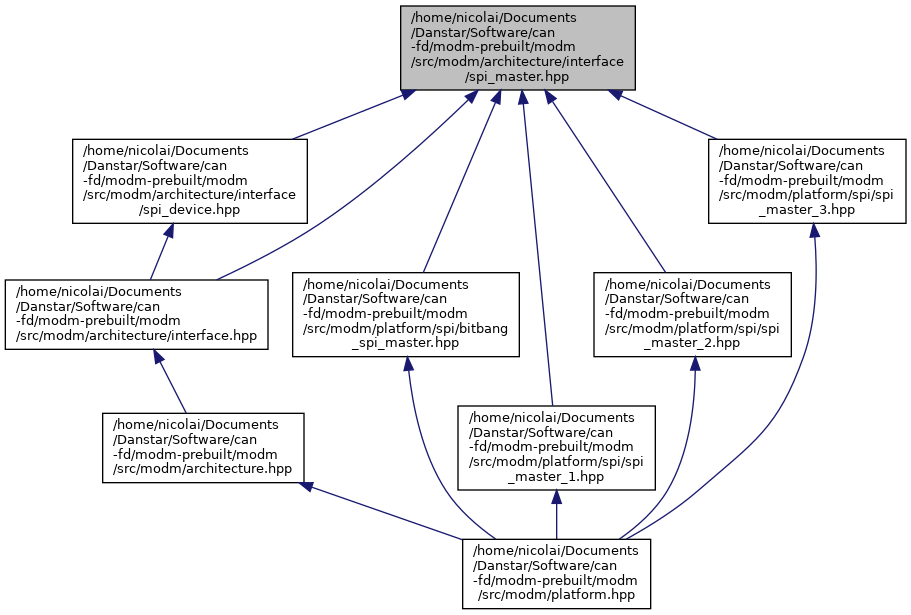 /home/nicolai/Documents
/Danstar/Software/can
-fd/modm-prebuilt/modm
/src/modm/architecture/interface
/spi_master.hpp
/home/nicolai/Documents
/Danstar/Software/can
-fd/modm-prebuilt/modm
/src/modm/architecture/interface
/spi_device.hpp
/home/nicolai/Documents
/Danstar/Software/can
-fd/modm-prebuilt/modm
/src/modm/platform/spi/spi
_master_3.hpp
/home/nicolai/Documents
/Danstar/Software/can
-fd/modm-prebuilt/modm
/src/modm/architecture/interface.hpp
/home/nicolai/Documents
/Danstar/Software/can
-fd/modm-prebuilt/modm
/src/modm/platform/spi/bitbang
_spi_master.hpp
/home/nicolai/Documents
/Danstar/Software/can
-fd/modm-prebuilt/modm
/src/modm/platform/spi/spi
_master_2.hpp
/home/nicolai/Documents
/Danstar/Software/can
-fd/modm-prebuilt/modm
/src/modm/architecture.hpp
/home/nicolai/Documents
/Danstar/Software/can
-fd/modm-prebuilt/modm
/src/modm/platform/spi/spi
_master_1.hpp
/home/nicolai/Documents
/Danstar/Software/can
-fd/modm-prebuilt/modm
/src/modm/platform.hpp